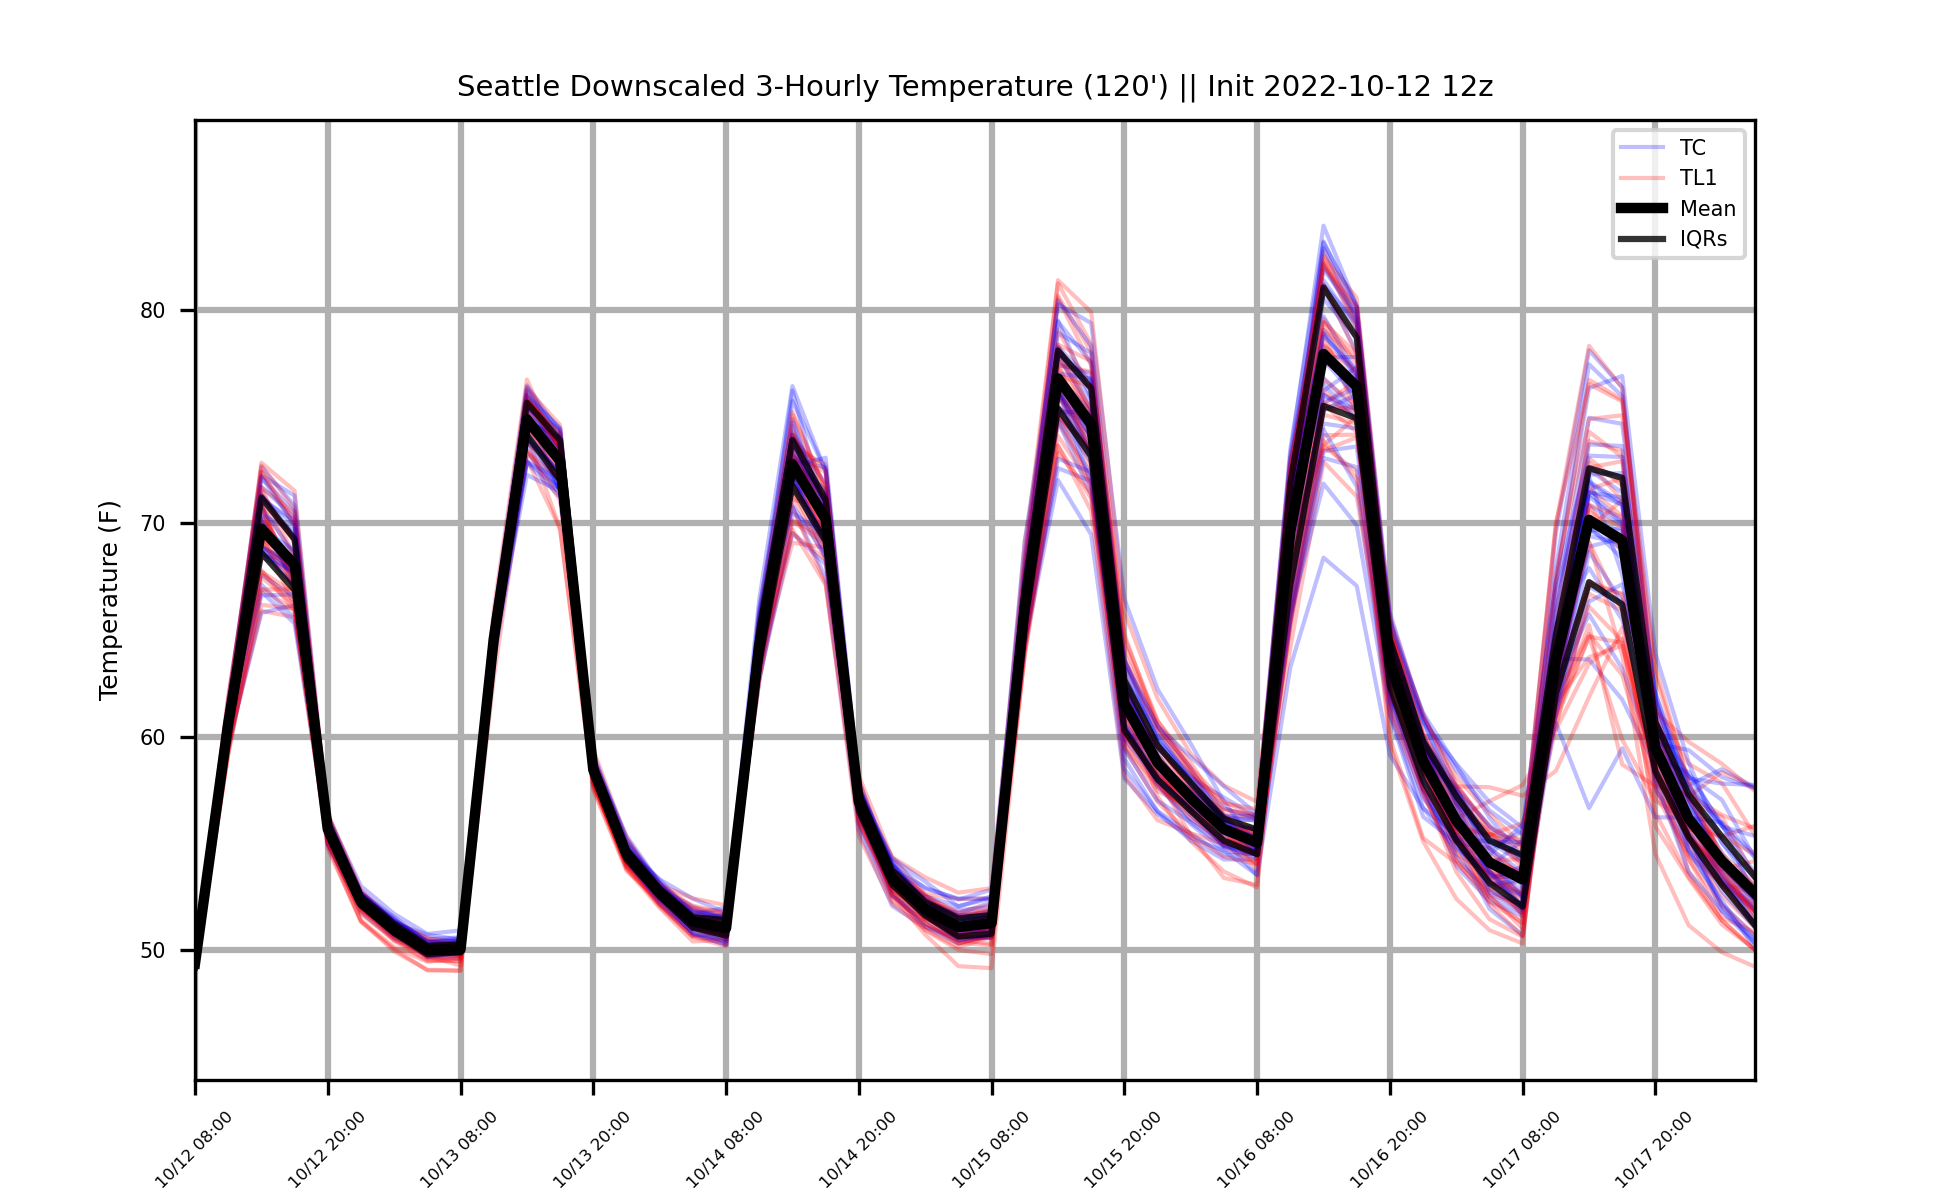 Seattle Downscaled 3-Hourly Temperature (120') || Init 2022-10-12 12z
TC
TL1
Mean
IQRs
Temperature (F)
80
70
60
50
10/12 08:00
10/12 20:00
10/13 08:00
10/13 20:00
10/14 08:00
10/14 20:00
10/15 08:00
10/15 20:00
10/16 08:00
10/16 20:00
10/17 08:00
10/17 20:00